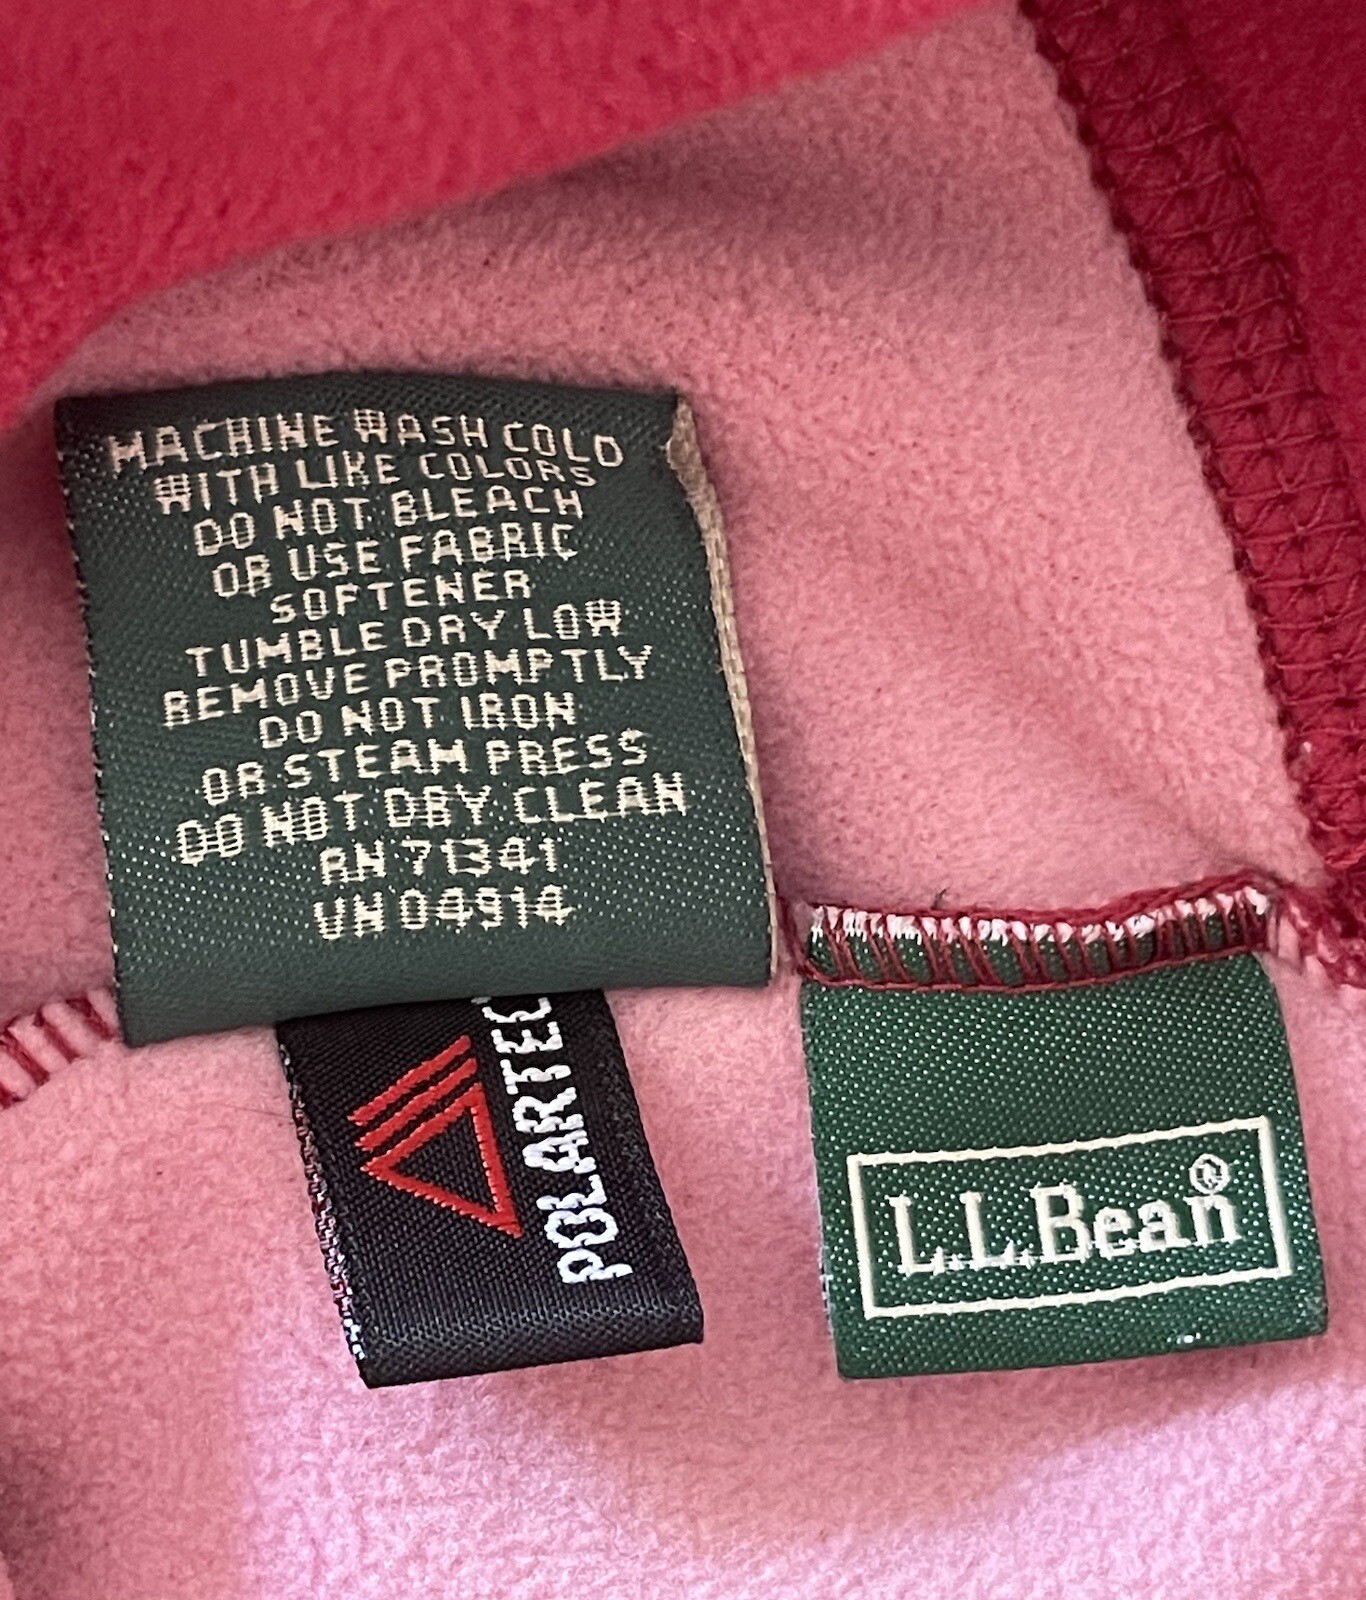 MACHINE WASH COLD
WITH LIKE COLORS
DO NOT BLEACH
OR USE FABRIC
SOFTENER
TUMBLE DRY LOW
REMOVE PROMPTLY
DO NOT IRON
OR STEAM PRESS
DO NOT DRY CLEAN
RN 71341
VN 04914
POLARTEC
L.L.Bean®